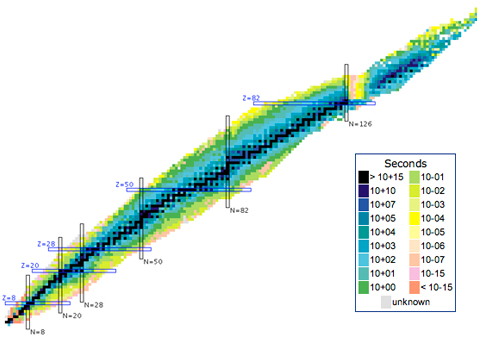 Z=82
N=126
Z=50
N=82
Z=28
N=50
Z=20
N=28
Z=8
N=20
N=8
Seconds
> 10+15 10-01
10+10 10-02
10+07 10-03
10+05 10-04
10+04 10-05
10+03 10-06
10+02 10-07
10+01 10-15
10+00 < 10-15
unknown